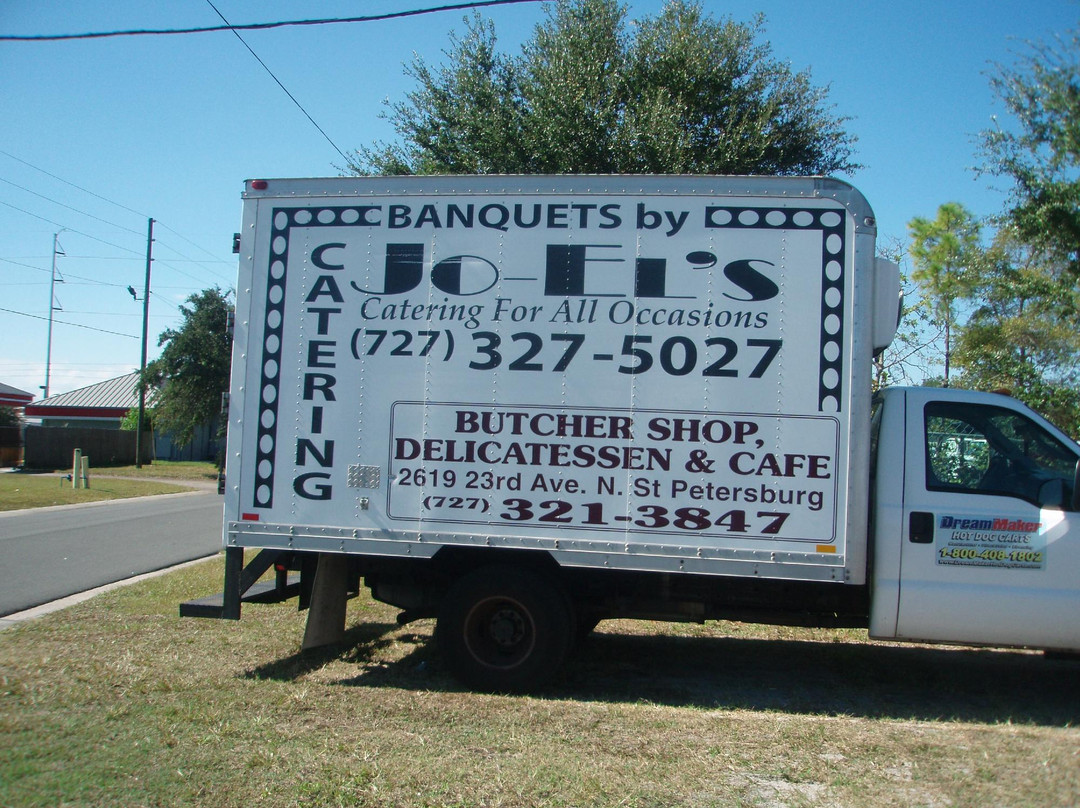 BANQUETS by
CATERING
Jo-El's
Catering For All Occasions
(727) 327-5027
BUTCHER SHOP,
DELICATESSEN & CAFE
2619 23rd Ave. N. St Petersburg
(727) 321-3847
DreamMaker
HOT DOG CARTS
1-800-408-1802